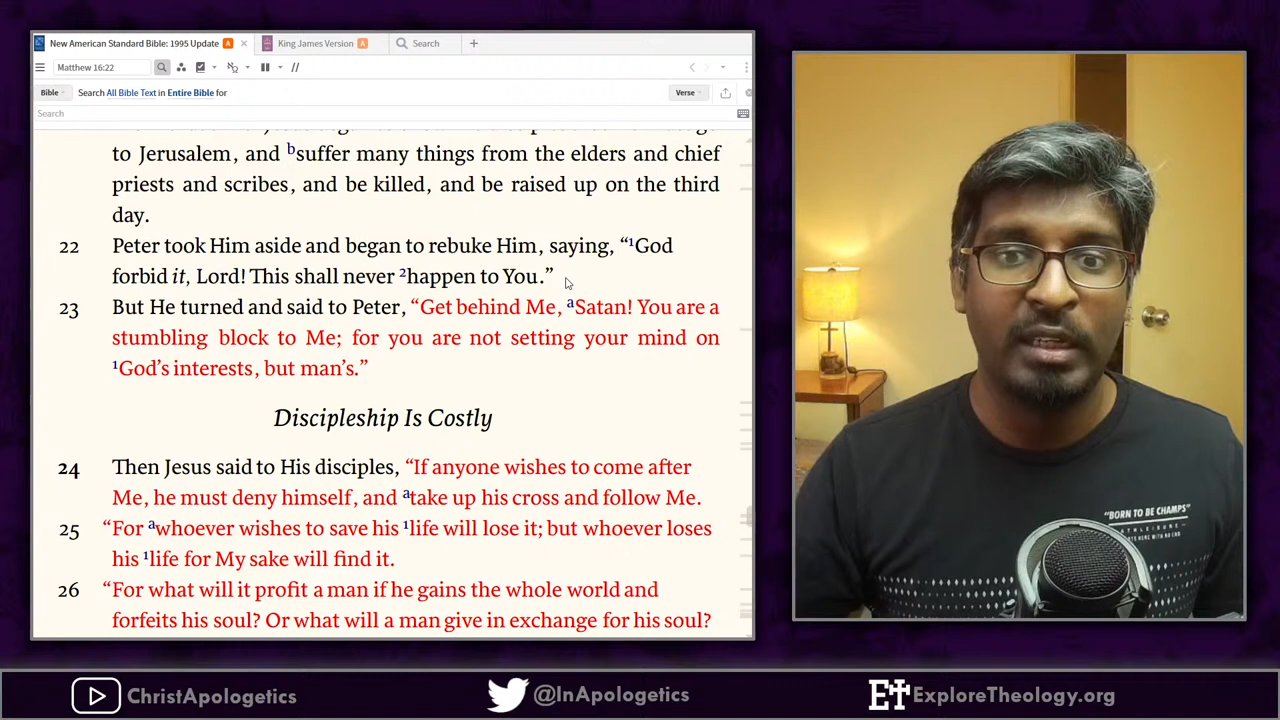 New American Standard Bible: 1995 Update A
King James Version A
Search
Matthew 16:22
Bible Search All Bible Text in Entire Bible for
Verse
Search
to Jerusalem, and bsuffer many things from the elders and chief
priests and scribes, and be killed, and be raised up on the third
day.
22 Peter took Him aside and began to rebuke Him, saying, “1God
forbid it, Lord! This shall never 2happen to You.”
23 But He turned and said to Peter, “Get behind Me, aSatan! You are a
stumbling block to Me; for you are not setting your mind on
1God’s interests, but man’s.”
Discipleship Is Costly
24 Then Jesus said to His disciples, “If anyone wishes to come after
Me, he must deny himself, and atake up his cross and follow Me.
25 “For awhoever wishes to save his 1life will lose it; but whoever loses
his 1life for My sake will find it.
26 “For what will it profit a man if he gains the whole world and
forfeits his soul? Or what will a man give in exchange for his soul?
"BORN TO BE CHAMPS"
ChristApologetics
@InApologetics
ET ExploreTheology.org